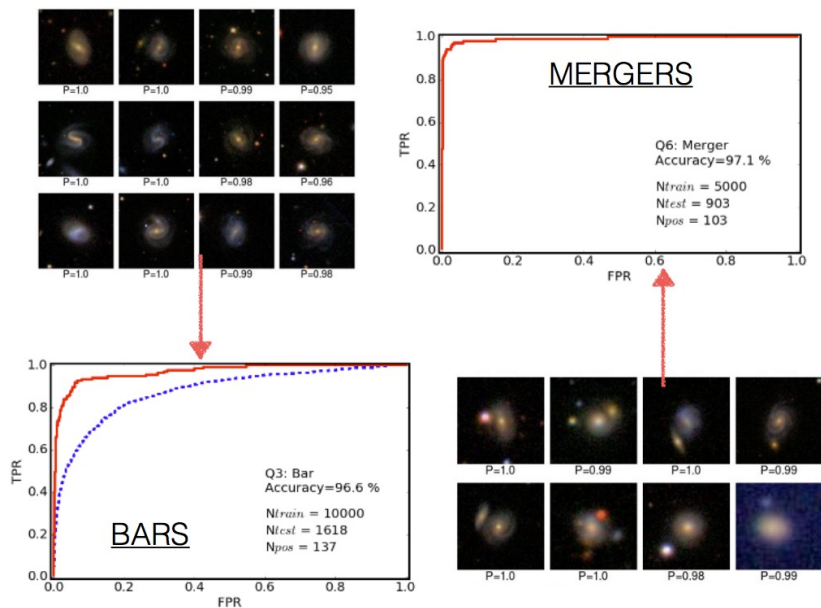 P=1.0 P=1.0 P=0.99 P=0.95
P=1.0 P=1.0 P=0.98 P=0.96
P=1.0 P=1.0 P=0.99 P=0.98
MERGERS
1.0
0.8
0.6
0.4
0.2
0.0
TPR
Q6: Merger
Accuracy=97.1 %
Ntrain = 5000
Ntest = 903
Npos = 103
0.0 0.2 0.4 0.6 0.8 1.0
FPR
1.0
0.8
0.6
0.4
0.2
0.0
TPR
Q3: Bar
Accuracy=96.6 %
Ntrain = 10000
Ntest = 1618
Npos = 137
BARS
0.0 0.2 0.4 0.6 0.8 1.0
FPR
P=1.0 P=0.99 P=1.0 P=0.99
P=1.0 P=1.0 P=0.98 P=0.99